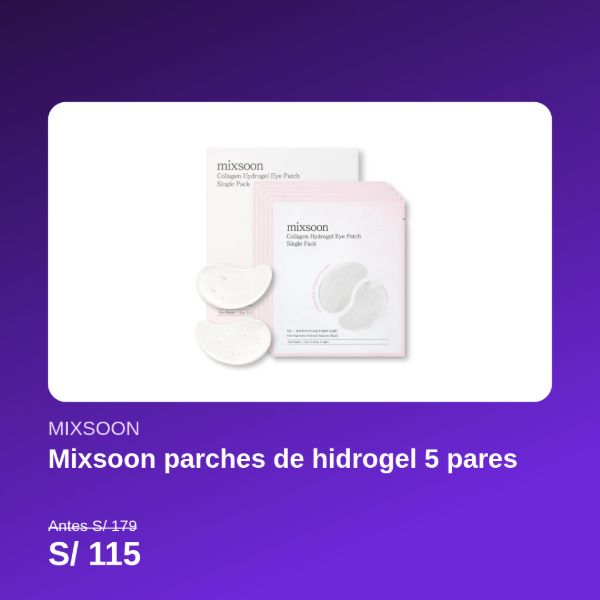 mixsoon
Collagen Hydrogel Eye Patch
Single Pack
mixsoon
Collagen Hydrogel Eye Patch
Single Pack
MIXSOON
Mixsoon parches de hidrogel 5 pares
Antes S/ 179
S/ 115